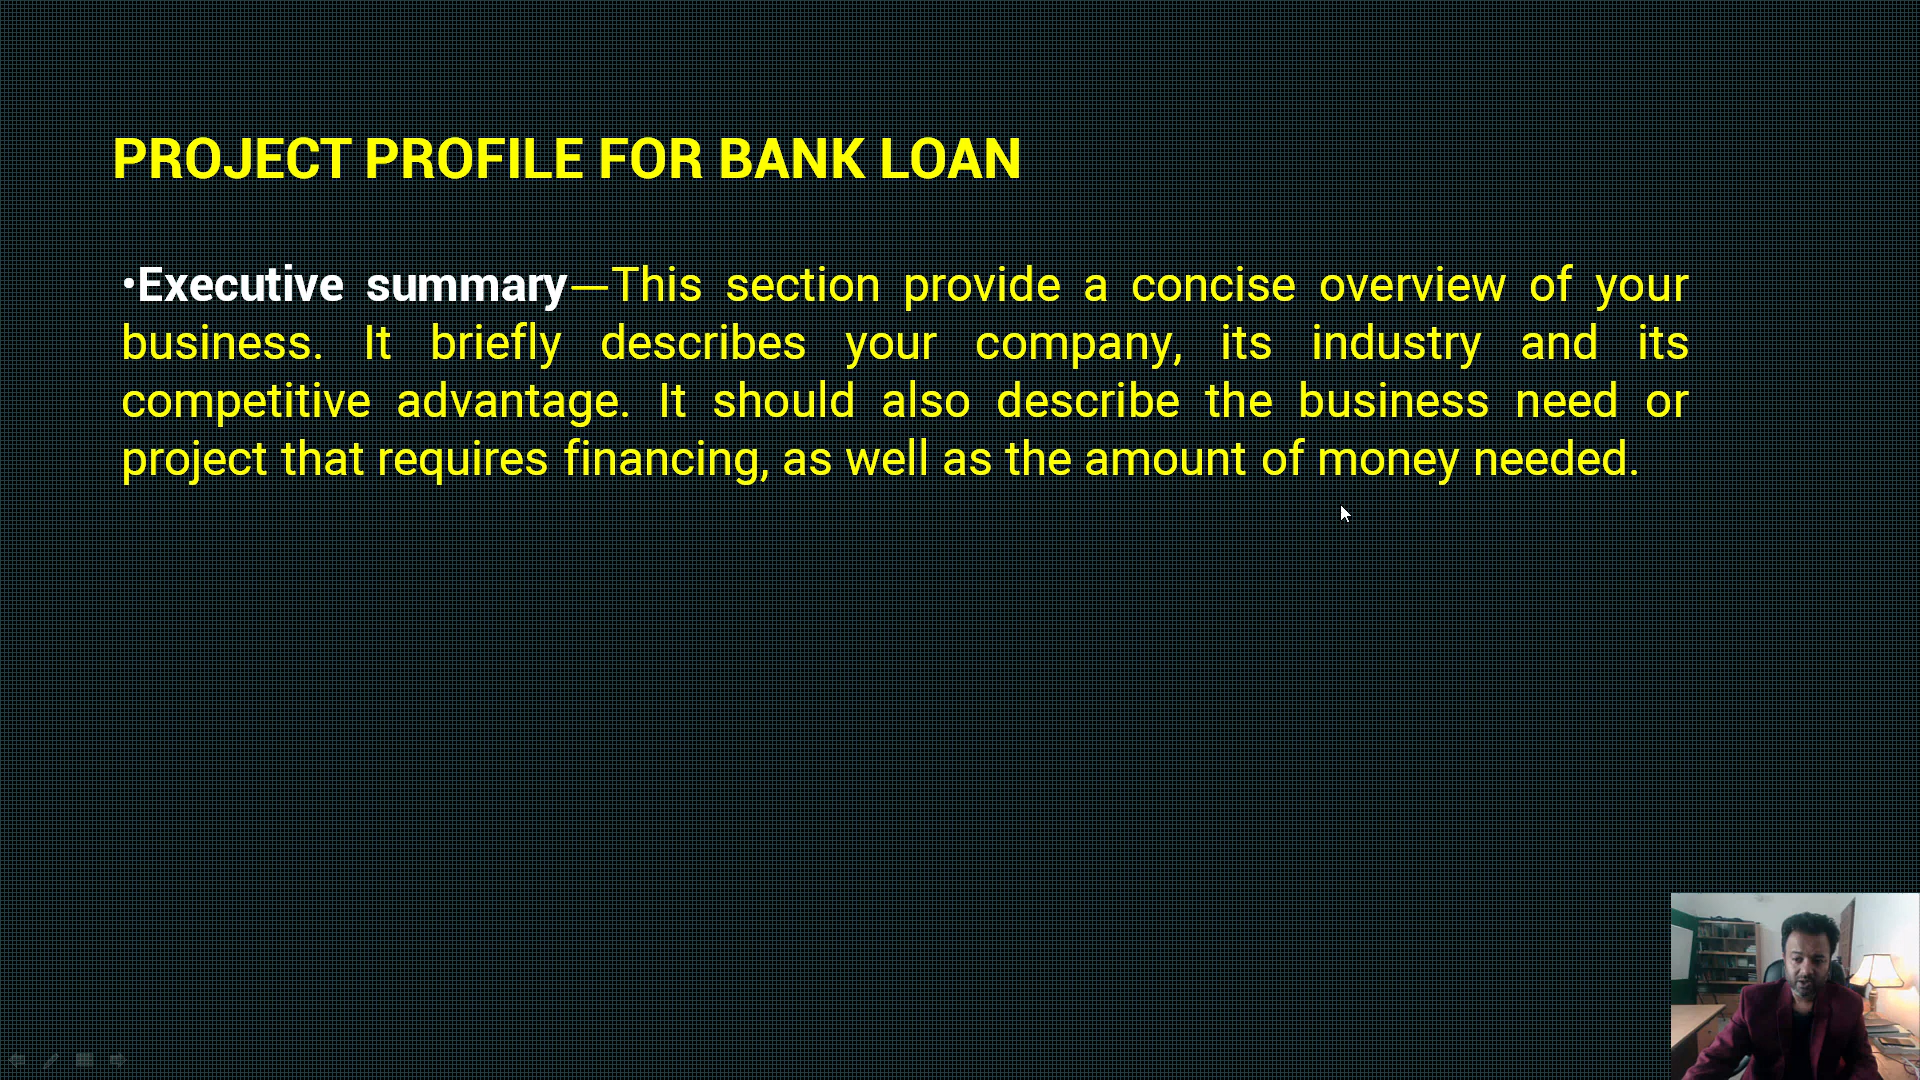 PROJECT PROFILE FOR BANK LOAN
•Executive summary—This section provide a concise overview of your
business. It briefly describes your company, its industry and its
competitive advantage. It should also describe the business need or
project that requires financing, as well as the amount of money needed.